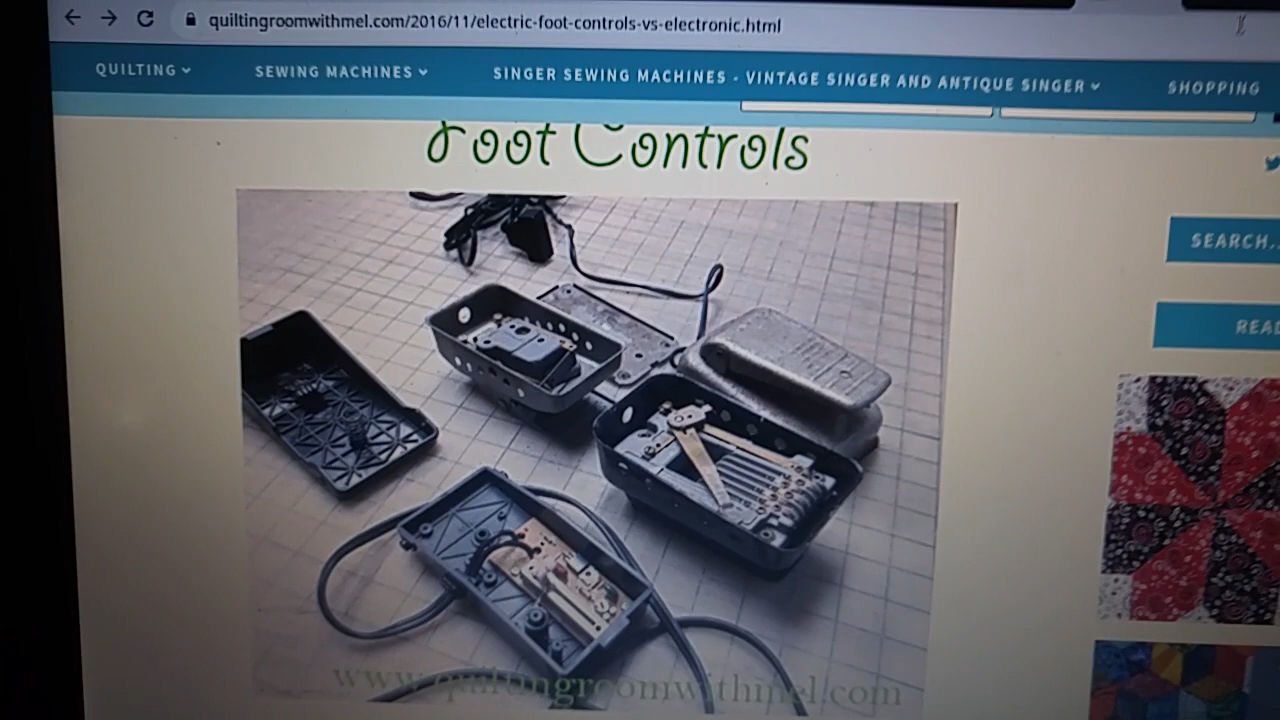 quiltingroomwithmel.com/2016/11/electric-foot-controls-vs-electronic.html
QUILTING SEWING MACHINES SINGER SEWING MACHINES - VINTAGE SINGER AND ANTIQUE SINGER SHOPPING
Foot Controls
SEARCH..
READ
www.quiltingroomwithmel.com